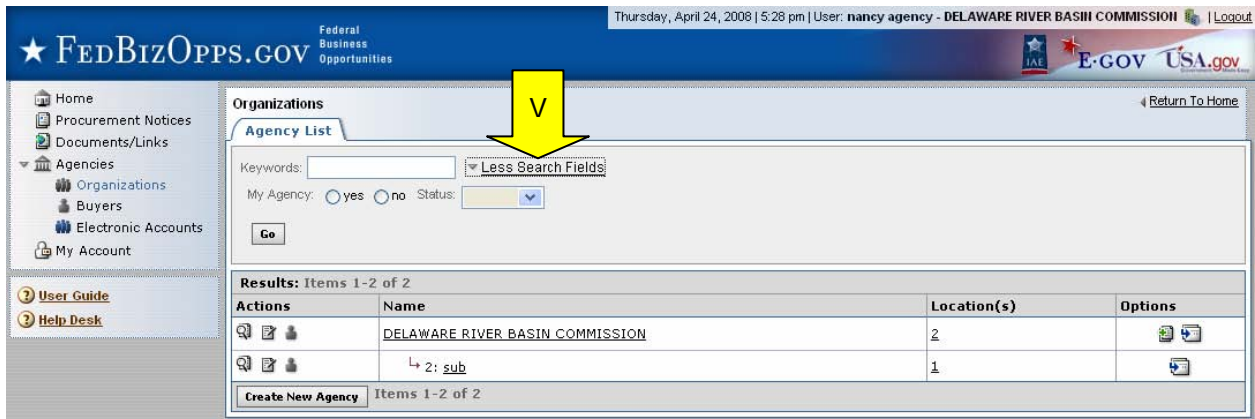 Thursday, April 24, 2008 | 5:28 pm | User: nancy agency - DELAWARE RIVER BASIN COMMISSION | Logout
★ FEDBIZOPPS.GOV Federal Business Opportunities
IAE E-GOV USA.gov
Home
Procurement Notices
Documents/Links
Agencies
Organizations
Buyers
Electronic Accounts
My Account
? User Guide
? Help Desk
Organizations
Return To Home
V
Agency List
Keywords: Less Search Fields
My Agency: yes no Status:
Go
Results: Items 1-2 of 2
Actions Name Location(s) Options
DELAWARE RIVER BASIN COMMISSION 2
2: sub 1
Create New Agency Items 1-2 of 2